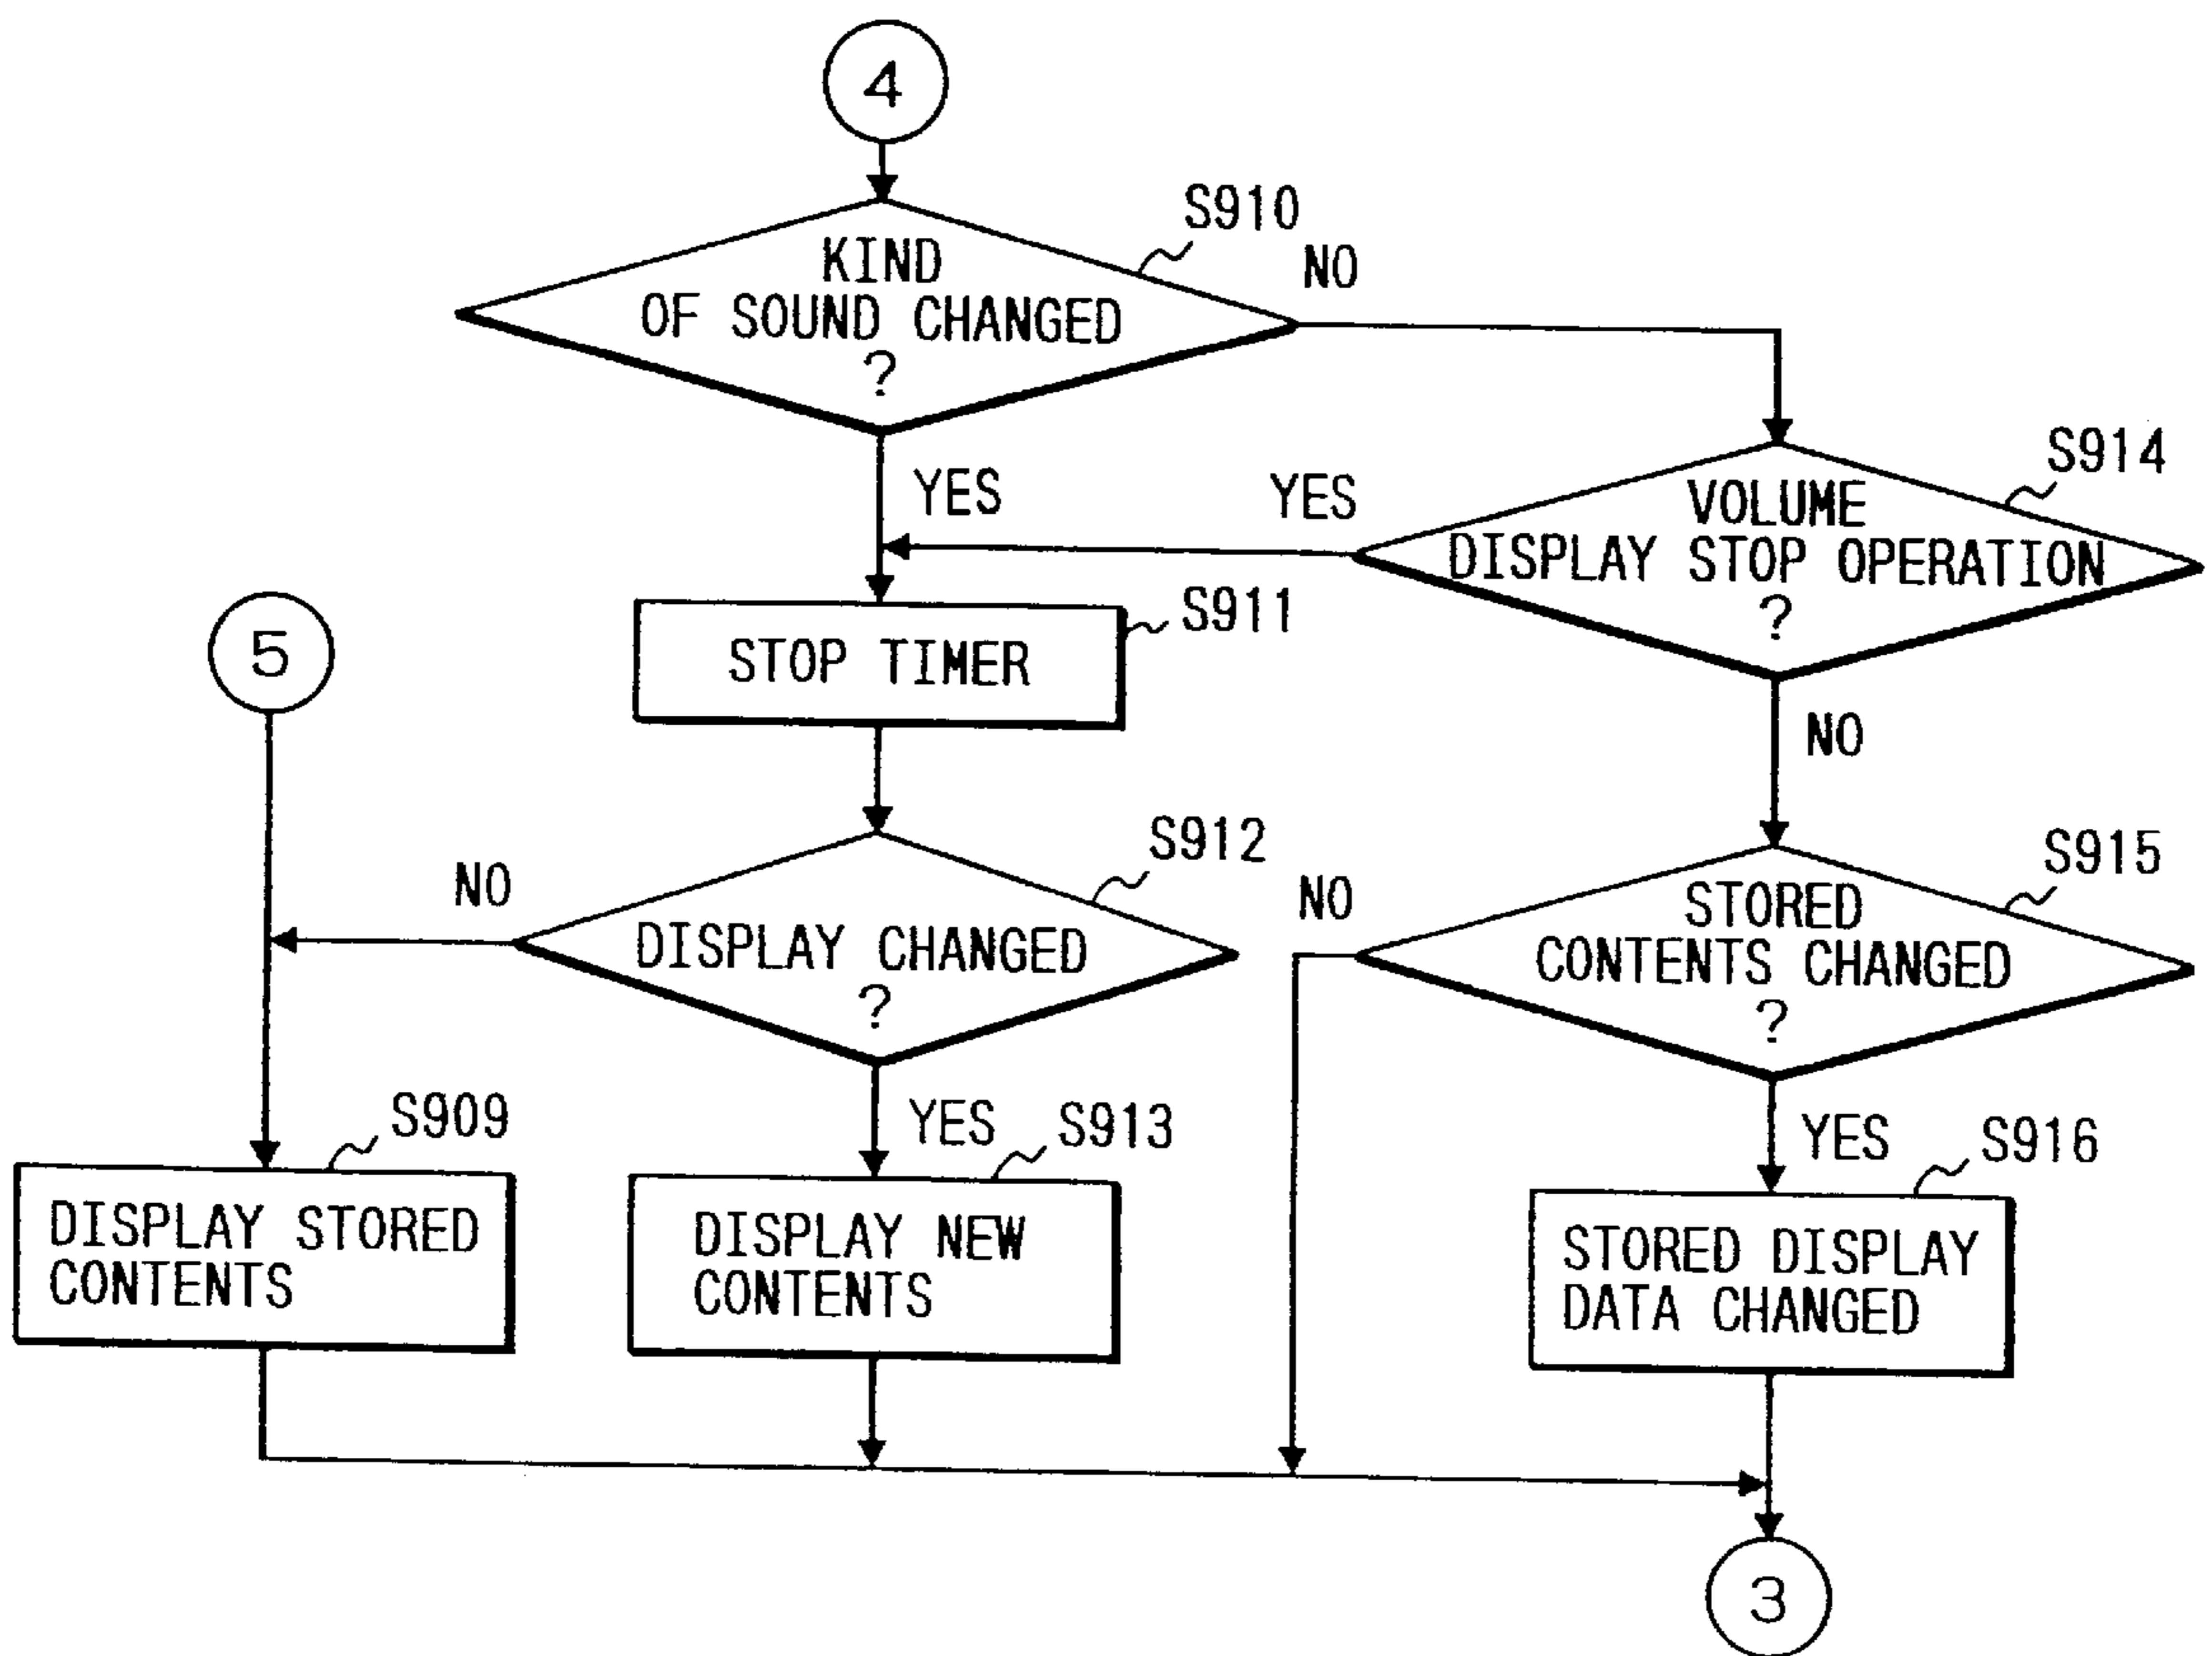 4
S910
KIND
OF SOUND CHANGED
?
NO
YES
YES
S914
VOLUME
DISPLAY STOP OPERATION
?
NO
5
S911
STOP TIMER
S912
NO
DISPLAY CHANGED
?
YES
S915
NO
STORED
CONTENTS CHANGED
?
YES
S909
DISPLAY STORED
CONTENTS
S913
DISPLAY NEW
CONTENTS
S916
STORED DISPLAY
DATA CHANGED
3